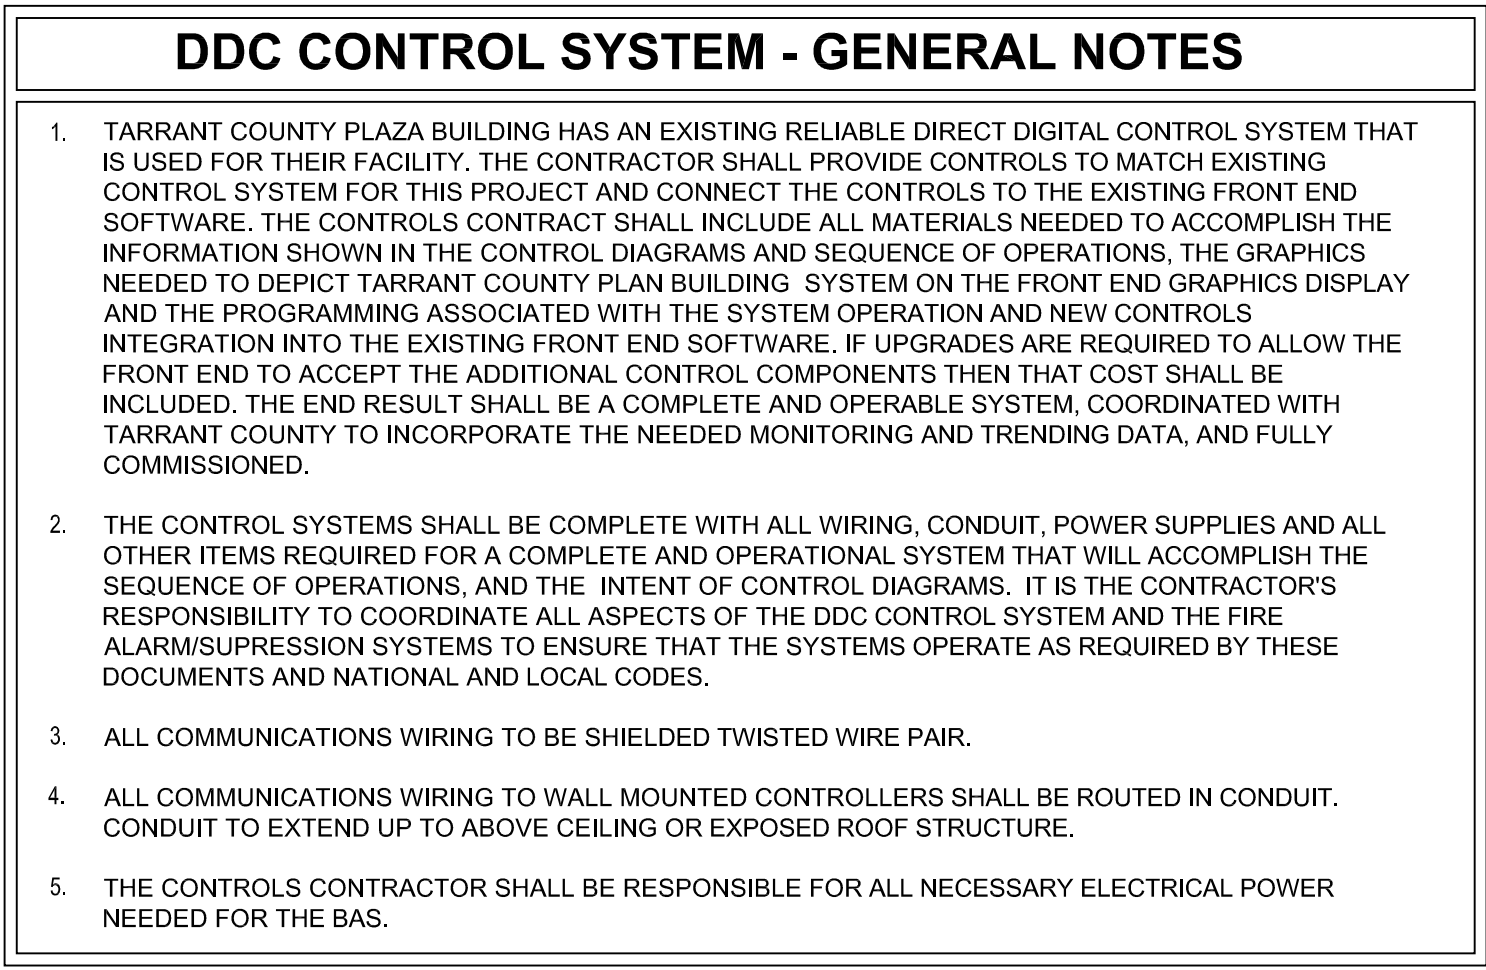 DDC CONTROL SYSTEM - GENERAL NOTES
1. TARRANT COUNTY PLAZA BUILDING HAS AN EXISTING RELIABLE DIRECT DIGITAL CONTROL SYSTEM THAT
IS USED FOR THEIR FACILITY. THE CONTRACTOR SHALL PROVIDE CONTROLS TO MATCH EXISTING
CONTROL SYSTEM FOR THIS PROJECT AND CONNECT THE CONTROLS TO THE EXISTING FRONT END
SOFTWARE. THE CONTROLS CONTRACT SHALL INCLUDE ALL MATERIALS NEEDED TO ACCOMPLISH THE
INFORMATION SHOWN IN THE CONTROL DIAGRAMS AND SEQUENCE OF OPERATIONS, THE GRAPHICS
NEEDED TO DEPICT TARRANT COUNTY PLAN BUILDING  SYSTEM ON THE FRONT END GRAPHICS DISPLAY
AND THE PROGRAMMING ASSOCIATED WITH THE SYSTEM OPERATION AND NEW CONTROLS
INTEGRATION INTO THE EXISTING FRONT END SOFTWARE. IF UPGRADES ARE REQUIRED TO ALLOW THE
FRONT END TO ACCEPT THE ADDITIONAL CONTROL COMPONENTS THEN THAT COST SHALL BE
INCLUDED. THE END RESULT SHALL BE A COMPLETE AND OPERABLE SYSTEM, COORDINATED WITH
TARRANT COUNTY TO INCORPORATE THE NEEDED MONITORING AND TRENDING DATA, AND FULLY
COMMISSIONED.
2. THE CONTROL SYSTEMS SHALL BE COMPLETE WITH ALL WIRING, CONDUIT, POWER SUPPLIES AND ALL
OTHER ITEMS REQUIRED FOR A COMPLETE AND OPERATIONAL SYSTEM THAT WILL ACCOMPLISH THE
SEQUENCE OF OPERATIONS, AND THE  INTENT OF CONTROL DIAGRAMS.  IT IS THE CONTRACTOR'S
RESPONSIBILITY TO COORDINATE ALL ASPECTS OF THE DDC CONTROL SYSTEM AND THE FIRE
ALARM/SUPRESSION SYSTEMS TO ENSURE THAT THE SYSTEMS OPERATE AS REQUIRED BY THESE
DOCUMENTS AND NATIONAL AND LOCAL CODES.
3. ALL COMMUNICATIONS WIRING TO BE SHIELDED TWISTED WIRE PAIR.
4. ALL COMMUNICATIONS WIRING TO WALL MOUNTED CONTROLLERS SHALL BE ROUTED IN CONDUIT.
CONDUIT TO EXTEND UP TO ABOVE CEILING OR EXPOSED ROOF STRUCTURE.
5. THE CONTROLS CONTRACTOR SHALL BE RESPONSIBLE FOR ALL NECESSARY ELECTRICAL POWER
NEEDED FOR THE BAS.